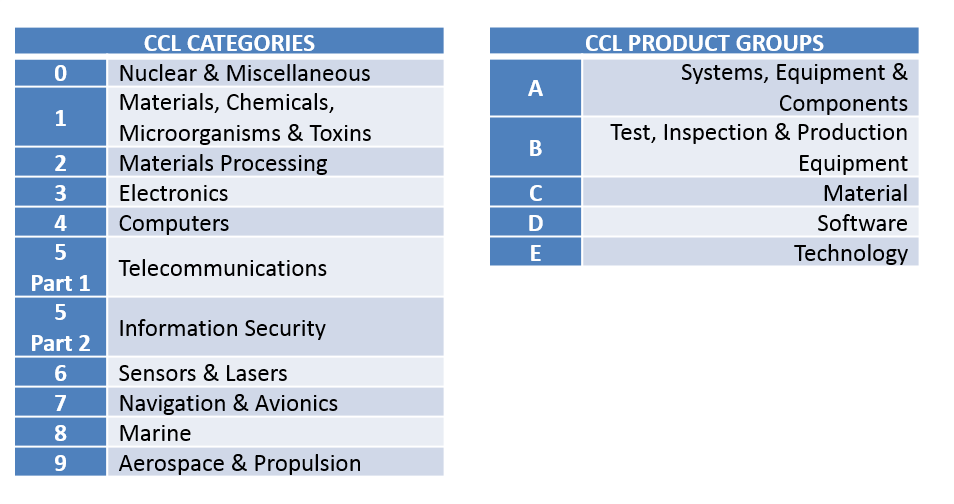 CCL CATEGORIES
0 Nuclear & Miscellaneous
1 Materials, Chemicals,
Microorganisms & Toxins
2 Materials Processing
3 Electronics
4 Computers
5
Part 1 Telecommunications
5
Part 2 Information Security
6 Sensors & Lasers
7 Navigation & Avionics
8 Marine
9 Aerospace & Propulsion
CCL PRODUCT GROUPS
A Systems, Equipment &
Components
B Test, Inspection & Production
Equipment
C Material
D Software
E Technology